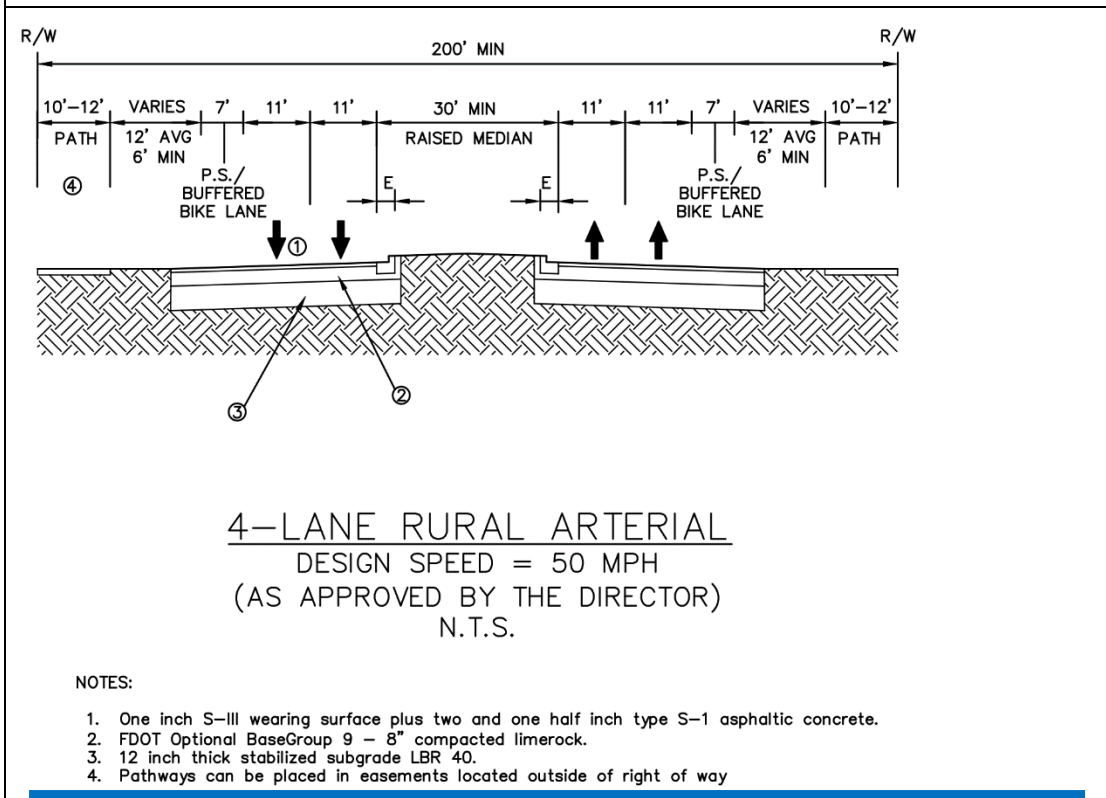 R/W R/W
200' MIN
10'-12' VARIES 7' 11' 11' 30' MIN 11' 11' 7' VARIES 10'-12'
PATH 12' AVG RAISED MEDIAN 12' AVG PATH
6' MIN 6' MIN
④ P.S./ E E P.S./
BUFFERED BUFFERED
BIKE LANE BIKE LANE
①
②
③
4-LANE RURAL ARTERIAL
DESIGN SPEED = 50 MPH
(AS APPROVED BY THE DIRECTOR)
N.T.S.
NOTES:
1. One inch S-III wearing surface plus two and one half inch type S-1 asphaltic concrete.
2. FDOT Optional BaseGroup 9 - 8" compacted limerock.
3. 12 inch thick stabilized subgrade LBR 40.
4. Pathways can be placed in easements located outside of right of way